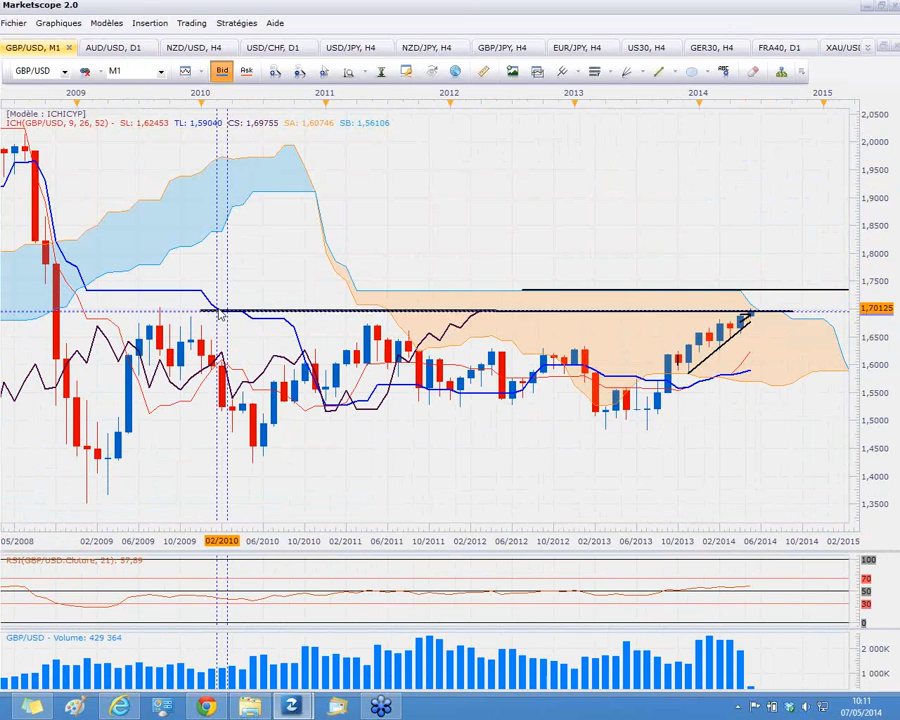 Marketscope 2.0
Fichier Graphiques Modèles Insertion Trading Stratégies Aide
GBP/USD, M1 AUD/USD, D1 NZD/USD, H4 USD/CHF, D1 USD/JPY, H4 NZD/JPY, H4 GBP/JPY, H4 EUR/JPY, H4 US30, H4 GER30, H4 FRA40, D1 XAU/USD
GBP/USD M1 Bid Ask ABC
2009 2010 2011 2012 2013 2014 2015
[Modèle : ICHICYP]
ICH(GBP/USD, 9, 26, 52) - SL: 1,62453 TL: 1,59040 CS: 1,69755 SA: 1,60746 SB: 1,56106
2,0500
2,0000
1,9500
1,9000
1,8500
1,8000
1,7500
1,70125
1,6500
1,6000
1,5500
1,5000
1,4500
1,4000
1,3500
05/2008 02/2009 06/2009 10/2009 02/2010 06/2010 10/2010 02/2011 06/2011 10/2011 02/2012 06/2012 10/2012 02/2013 06/2013 10/2013 02/2014 06/2014 10/2014 02/2015
RSI(GBP/USD.Cloture, 21): 57,89
100
70
50
30
0
GBP/USD - Volume: 429 364
2 000K
1 000K
10:11
07/05/2014